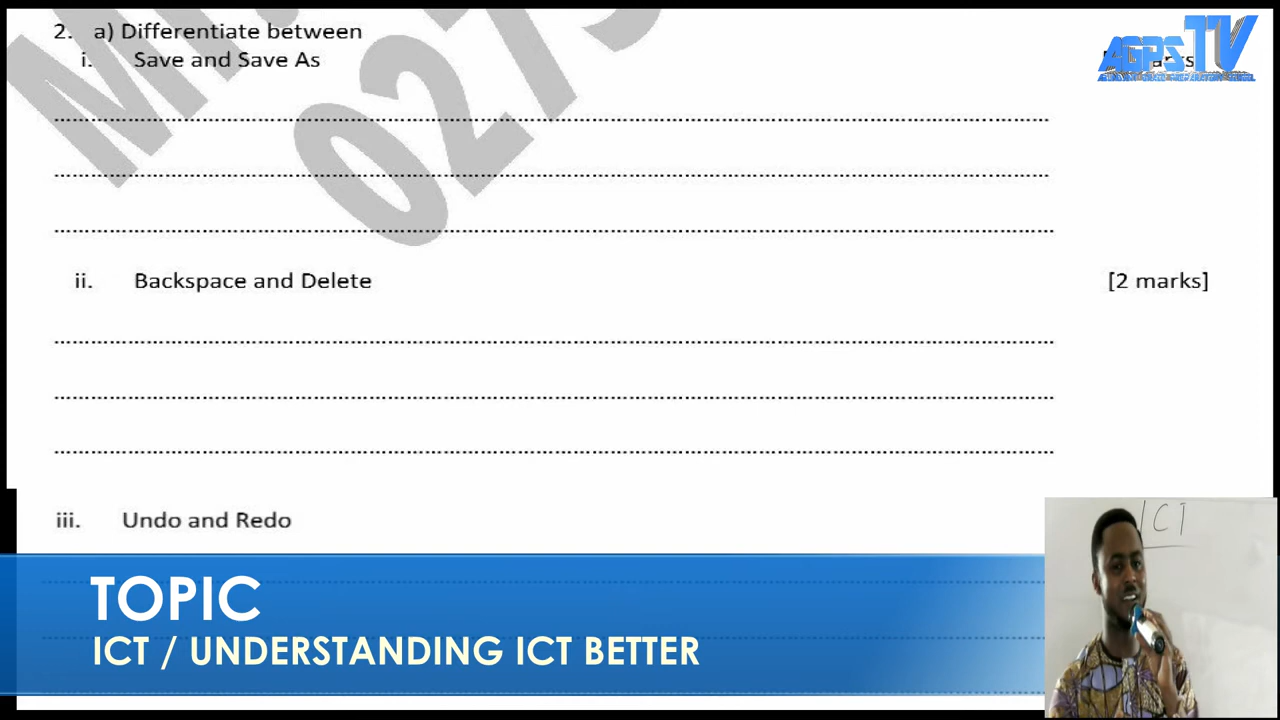 2. a) Differentiate between
i. Save and Save As
AGPS TV
ii. Backspace and Delete [2 marks]
iii. Undo and Redo
ICT
TOPIC
ICT / UNDERSTANDING ICT BETTER